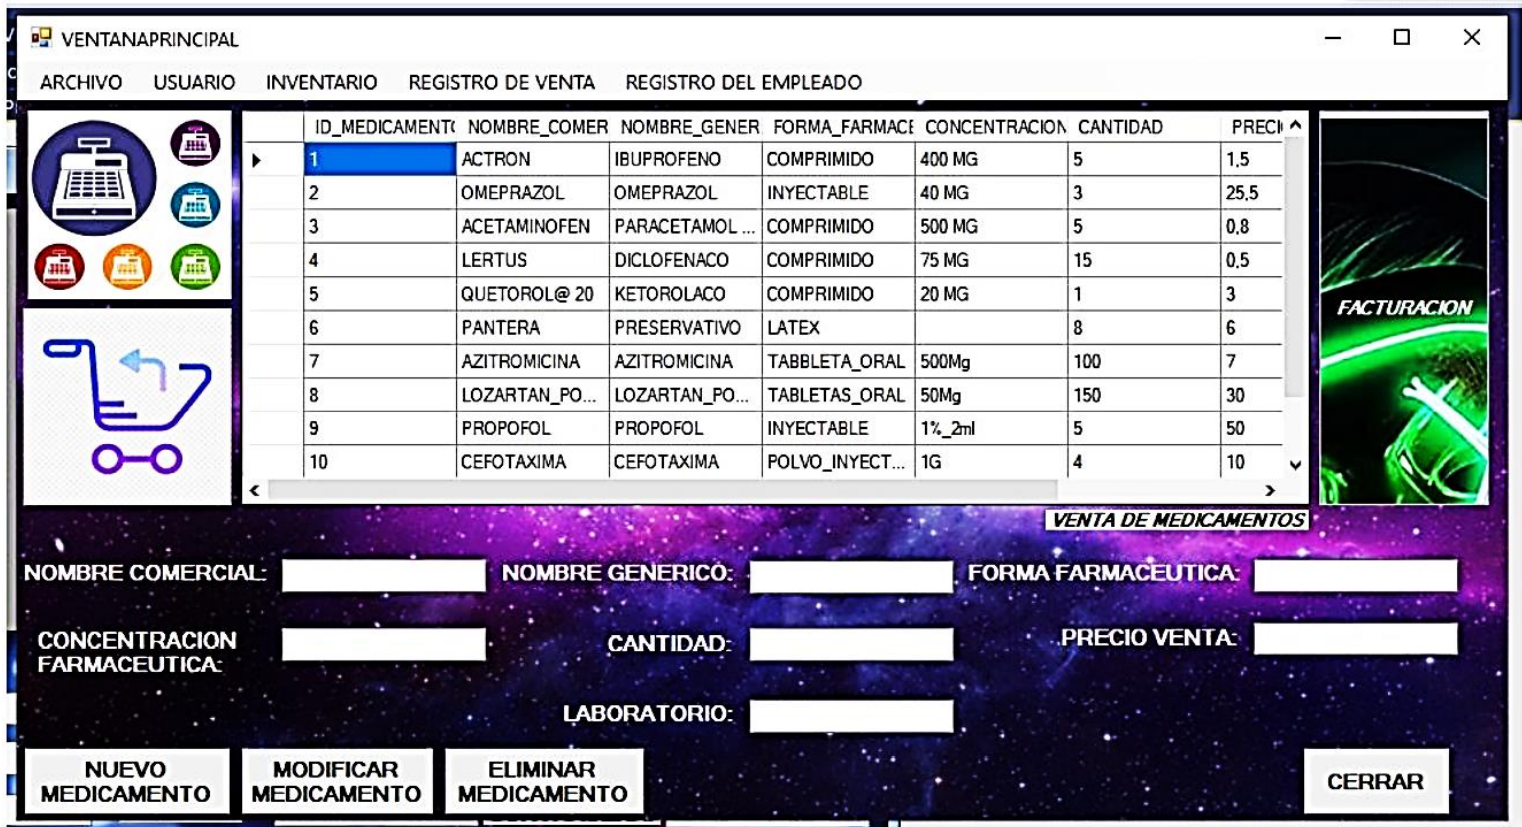 VENTANAPRINCIPAL
ARCHIVO USUARIO INVENTARIO REGISTRO DE VENTA REGISTRO DEL EMPLEADO
ID_MEDICAMENTO NOMBRE_COMER NOMBRE_GENER FORMA_FARMACE CONCENTRACION CANTIDAD PRECI
1 ACTRON IBUPROFENO COMPRIMIDO 400 MG 5 1,5
2 OMEPRAZOL OMEPRAZOL INYECTABLE 40 MG 3 25,5
3 ACETAMINOFEN PARACETAMOL ... COMPRIMIDO 500 MG 5 0,8
4 LERTUS DICLOFENACO COMPRIMIDO 75 MG 15 0,5
5 QUETOROL@ 20 KETOROLACO COMPRIMIDO 20 MG 1 3
6 PANTERA PRESERVATIVO LATEX 8 6
7 AZITROMICINA AZITROMICINA TABBLETA_ORAL 500Mg 100 7
8 LOZARTAN_PO... LOZARTAN_PO... TABLETAS_ORAL 50Mg 150 30
9 PROPOFOL PROPOFOL INYECTABLE 1%_2ml 5 50
10 CEFOTAXIMA CEFOTAXIMA POLVO_INYECT... 1G 4 10
FACTURACION
VENTA DE MEDICAMENTOS
NOMBRE COMERCIAL: NOMBRE GENERICO: FORMA FARMACEUTICA:
CONCENTRACION
FARMACEUTICA: CANTIDAD: PRECIO VENTA:
LABORATORIO:
NUEVO
MEDICAMENTO
MODIFICAR
MEDICAMENTO
ELIMINAR
MEDICAMENTO
CERRAR